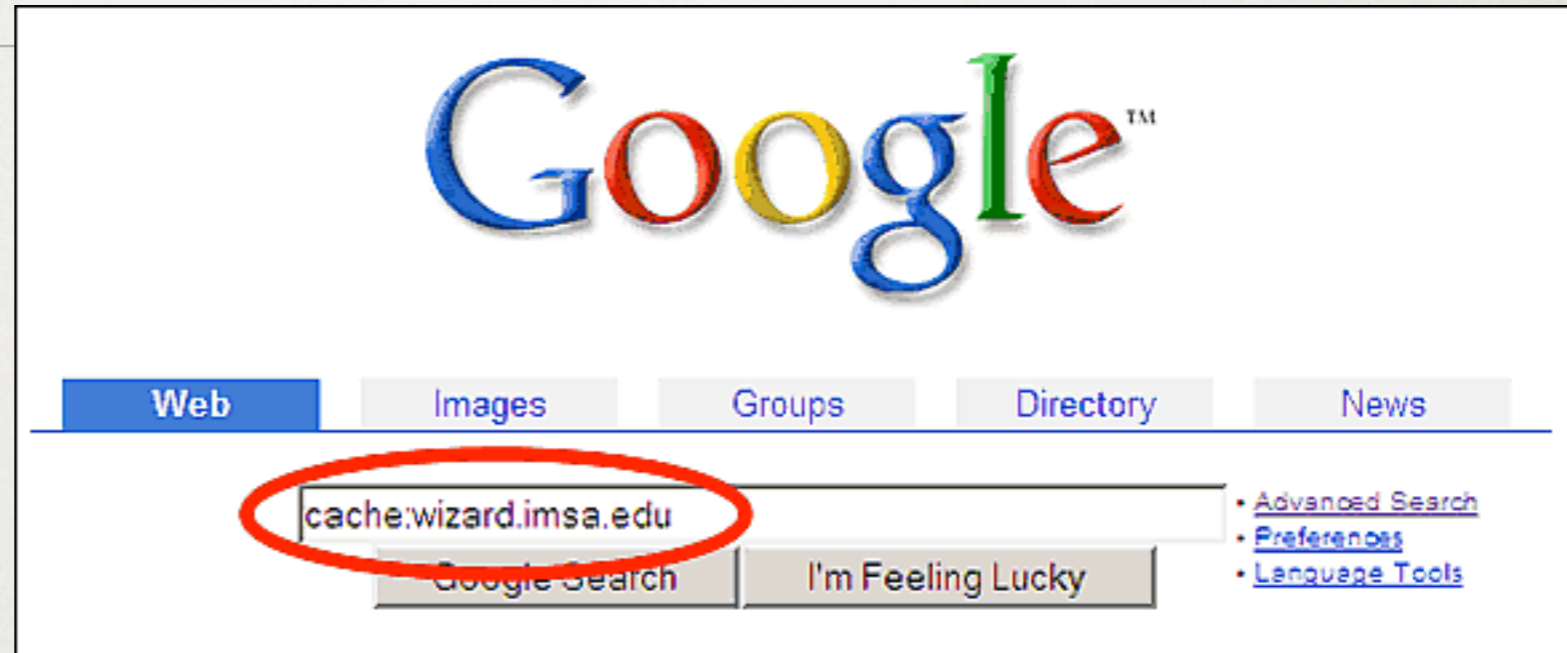 Google™
Web Images Groups Directory News
cache:wizard.imsa.edu
• Advanced Search
• Preferences
• Language Tools
Google Search I'm Feeling Lucky